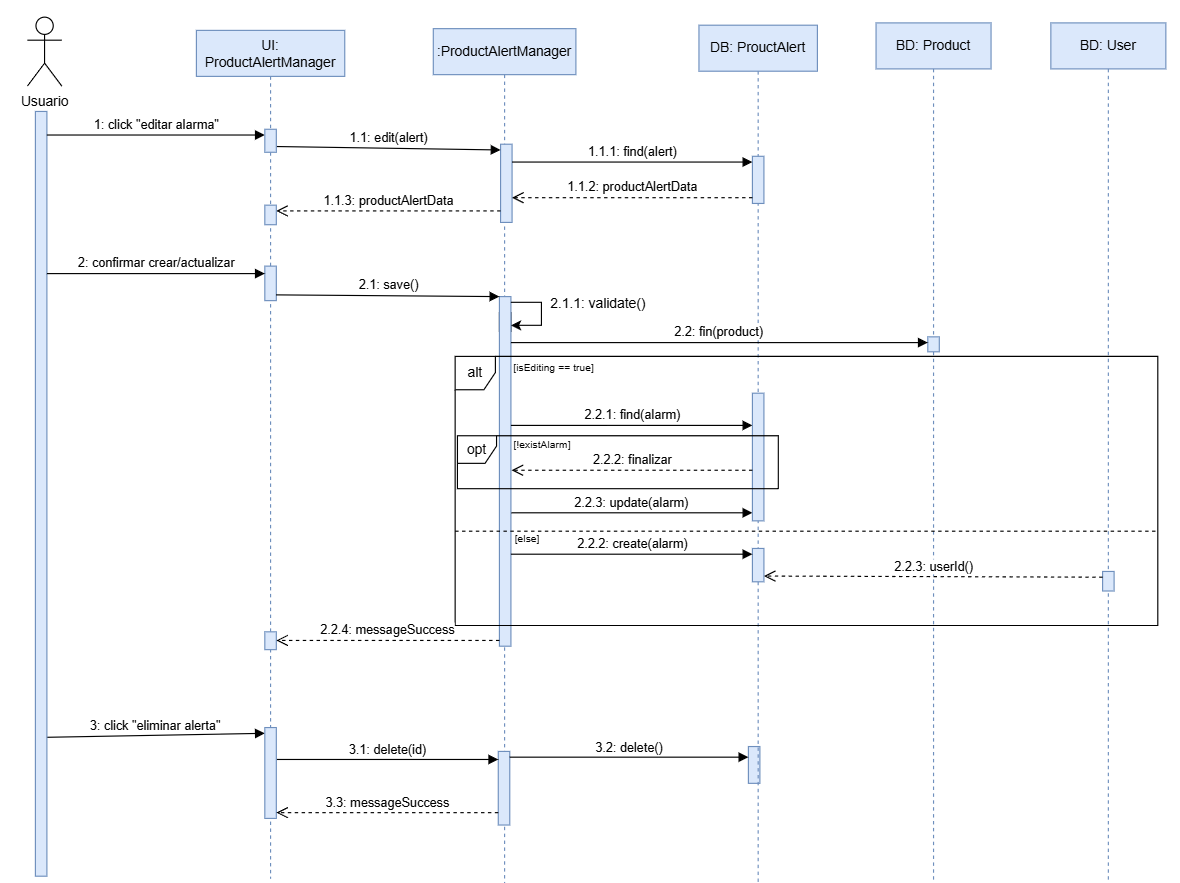 Usuario
UI:
ProductAlertManager
:ProductAlertManager
DB: ProuctAlert
BD: Product
BD: User
1: click "editar alarma"
1.1: edit(alert)
1.1.1: find(alert)
1.1.2: productAlertData
1.1.3: productAlertData
2: confirmar crear/actualizar
2.1: save()
2.1.1: validate()
2.2: fin(product)
alt
[isEditing == true]
2.2.1: find(alarm)
opt
[!existAlarm]
2.2.2: finalizar
2.2.3: update(alarm)
[else]
2.2.2: create(alarm)
2.2.3: userId()
2.2.4: messageSuccess
3: click "eliminar alerta"
3.1: delete(id)
3.2: delete()
3.3: messageSuccess